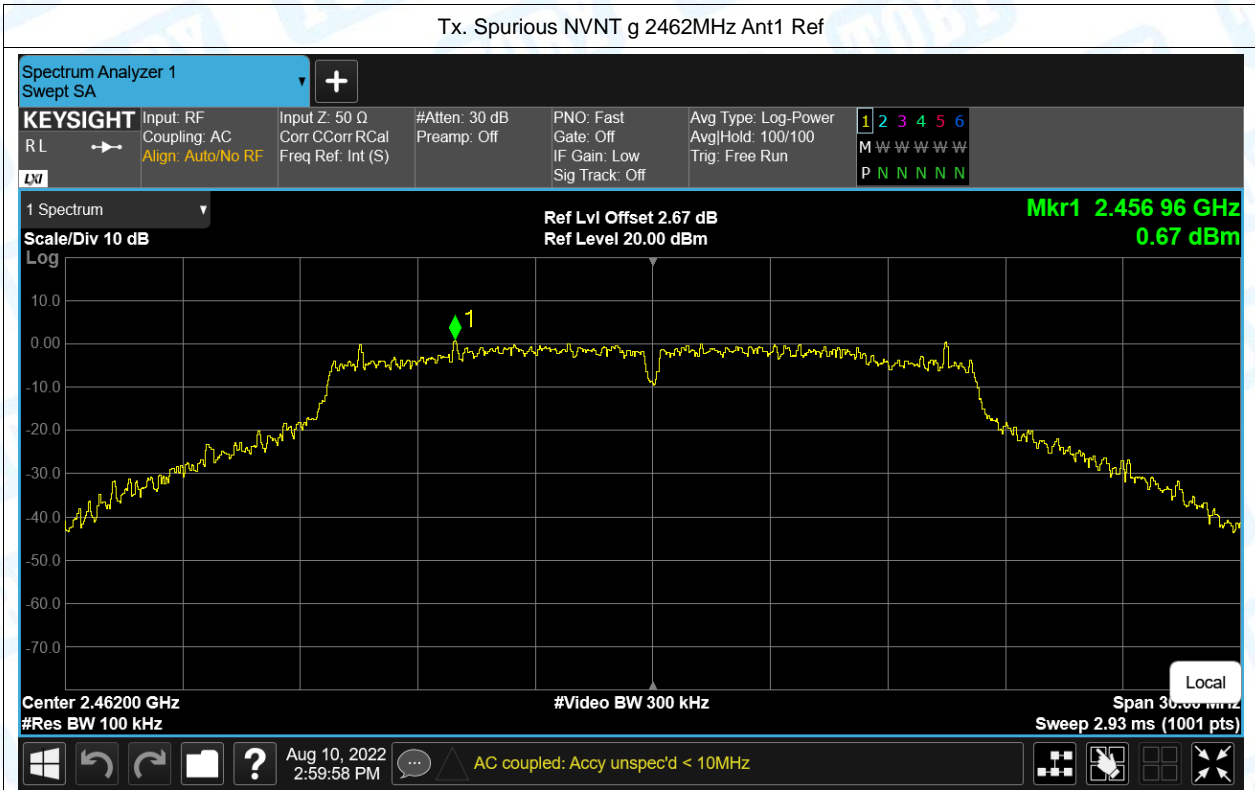 Tx. Spurious NVNT g 2462MHz Ant1 Ref
Spectrum Analyzer 1
Swept SA
+
KEYSIGHT
RL
LXI
Input: RF
Coupling: AC
Align: Auto/No RF
Input Z: 50 Ω
Corr CCorr RCal
Freq Ref: Int (S)
#Atten: 30 dB
Preamp: Off
PNO: Fast
Gate: Off
IF Gain: Low
Sig Track: Off
Avg Type: Log-Power
Avg|Hold: 100/100
Trig: Free Run
1 2 3 4 5 6
M W W W W W
P N N N N N
1 Spectrum
Scale/Div 10 dB
Ref Lvl Offset 2.67 dB
Ref Level 20.00 dBm
Mkr1 2.456 96 GHz
0.67 dBm
Log
10.0
0.00
-10.0
-20.0
-30.0
-40.0
-50.0
-60.0
-70.0
1
Center 2.46200 GHz
#Res BW 100 kHz
#Video BW 300 kHz
Local
Span 30.00 MHz
Sweep 2.93 ms (1001 pts)
?
Aug 10, 2022
2:59:58 PM
AC coupled: Accy unspec'd < 10MHz